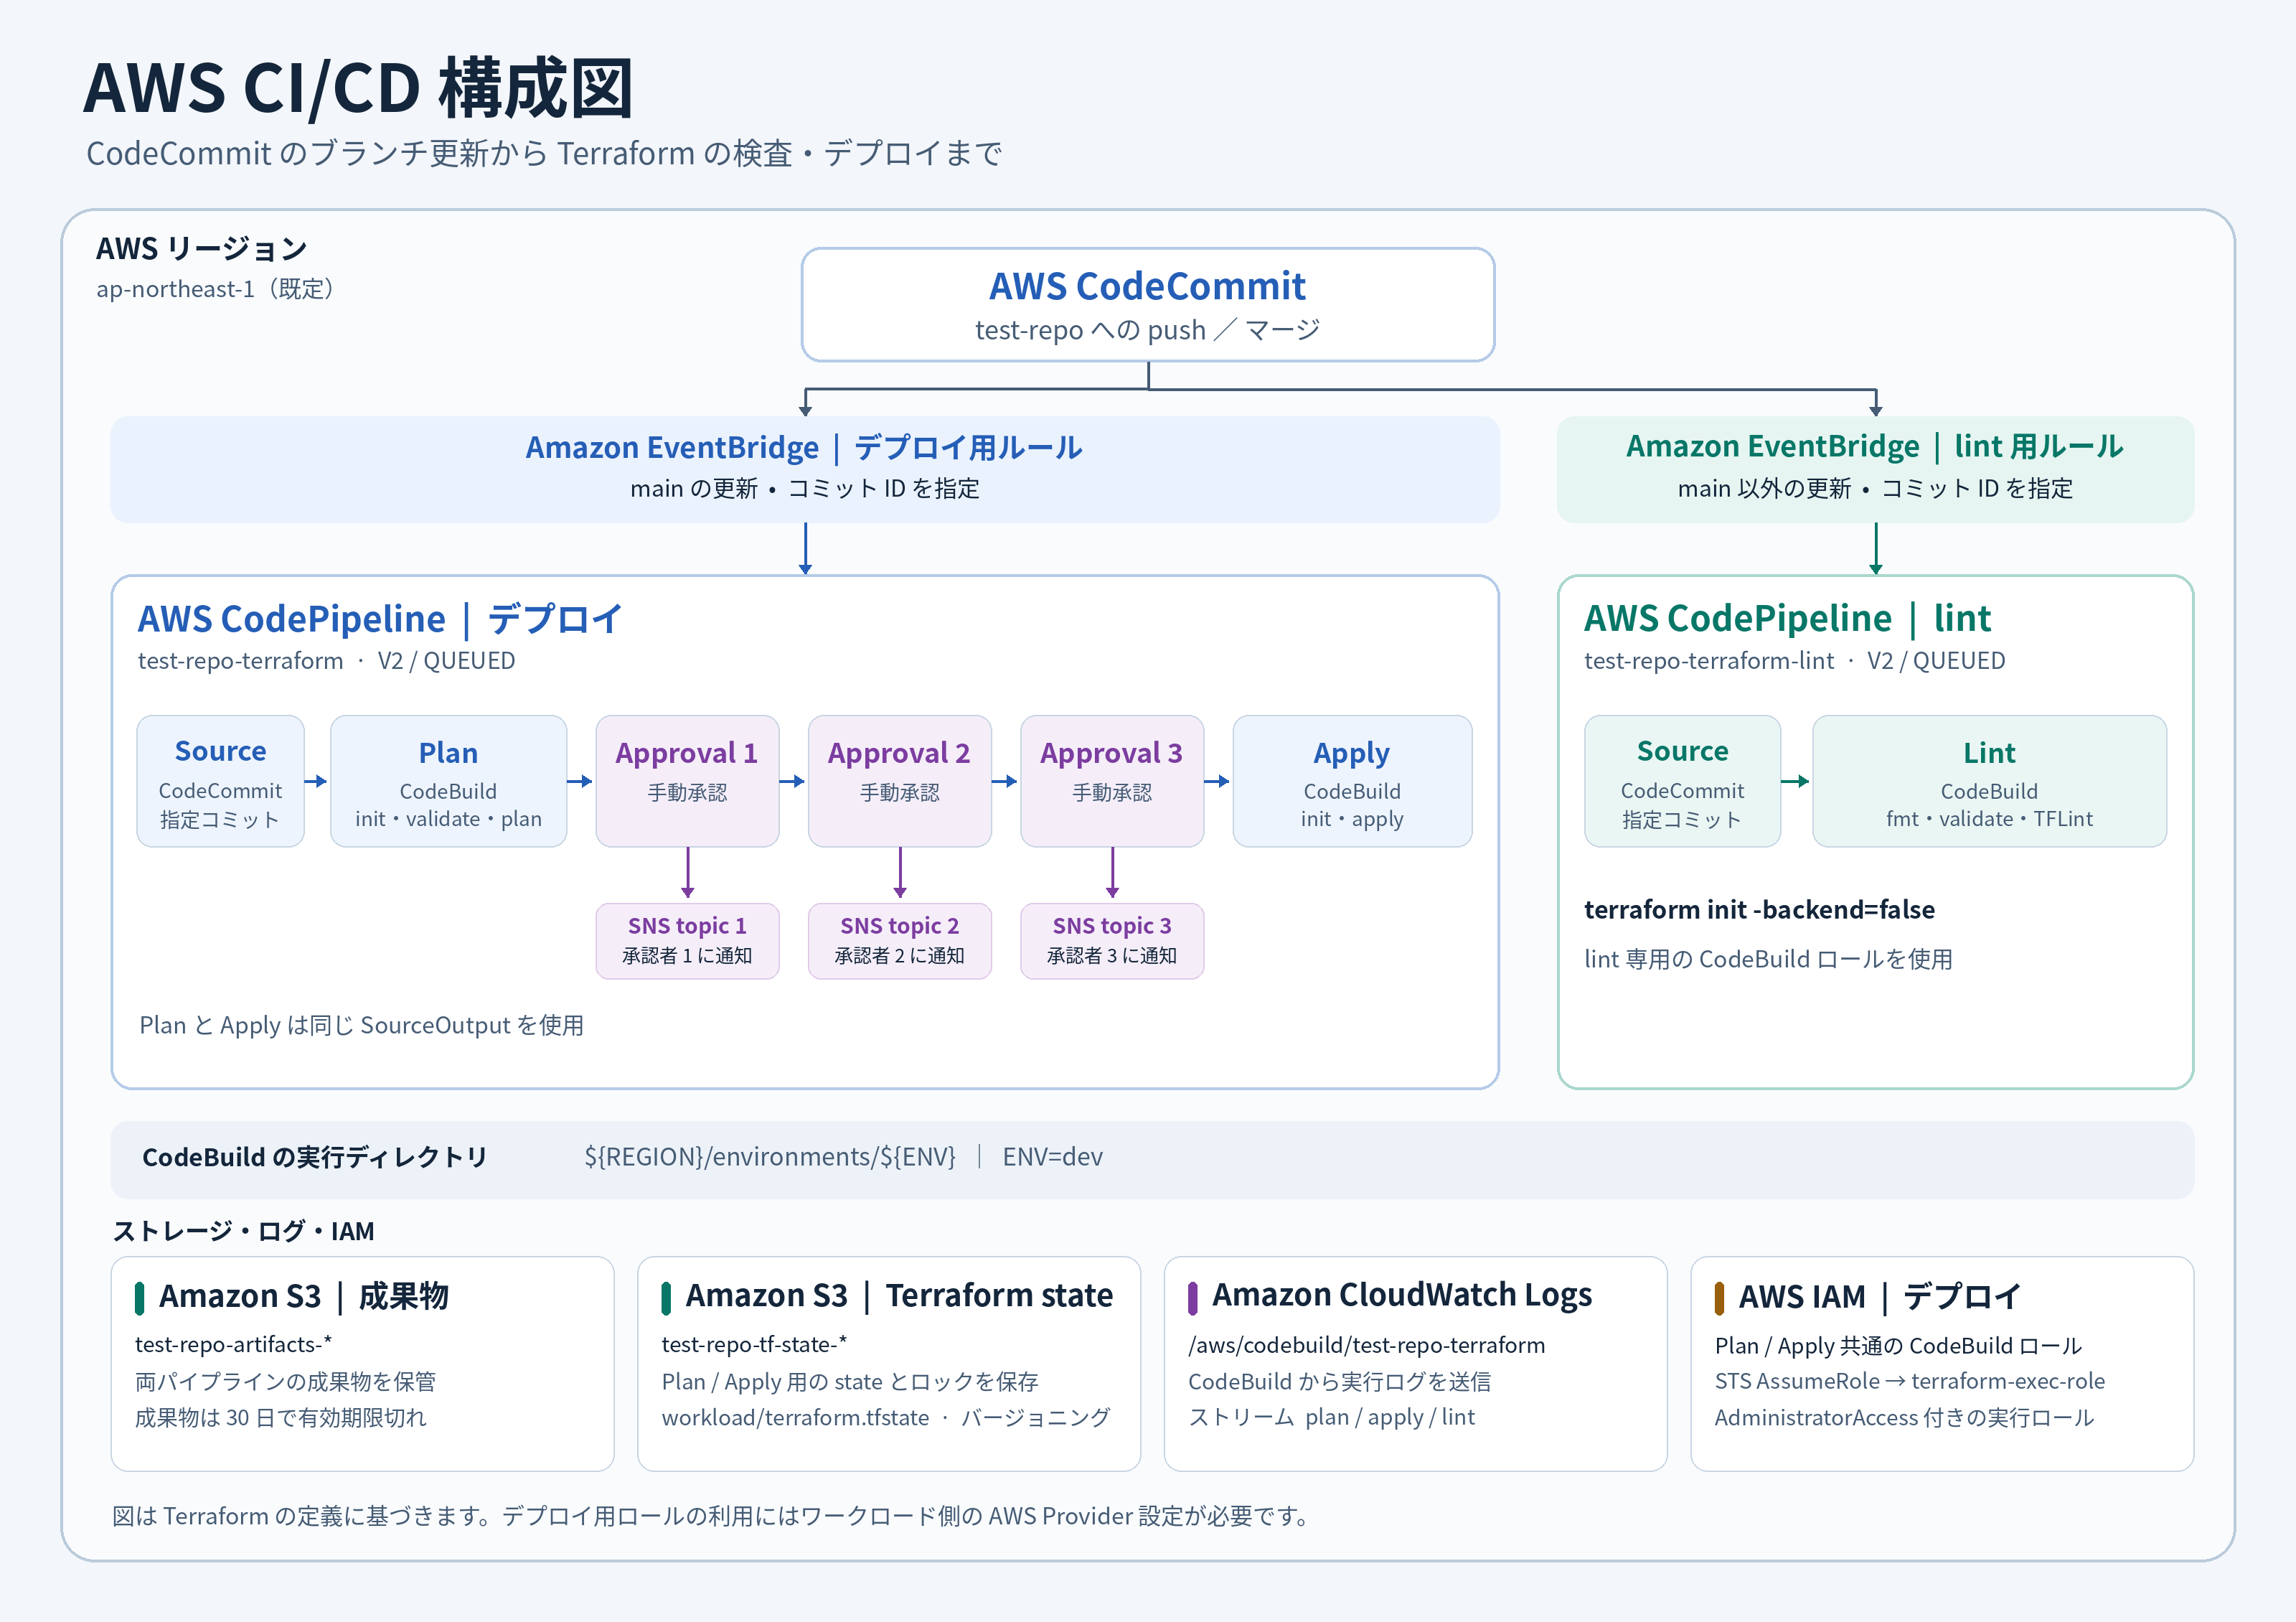 AWS CI/CD 構成図
CodeCommit のブランチ更新から Terraform の検査・デプロイまで
AWS リージョン
ap-northeast-1（既定）
AWS CodeCommit
test-repo への push ／ マージ
Amazon EventBridge｜デプロイ用ルール
main の更新 • コミット ID を指定
Amazon EventBridge｜lint 用ルール
main 以外の更新 • コミット ID を指定
AWS CodePipeline｜デプロイ
test-repo-terraform · V2 / QUEUED
Source
CodeCommit
指定コミット
Plan
CodeBuild
init・validate・plan
Approval 1
手動承認
Approval 2
手動承認
Approval 3
手動承認
Apply
CodeBuild
init・apply
SNS topic 1
承認者 1 に通知
SNS topic 2
承認者 2 に通知
SNS topic 3
承認者 3 に通知
Plan と Apply は同じ SourceOutput を使用
AWS CodePipeline｜lint
test-repo-terraform-lint · V2 / QUEUED
Source
CodeCommit
指定コミット
Lint
CodeBuild
fmt・validate・TFLint
terraform init -backend=false
lint 専用の CodeBuild ロールを使用
CodeBuild の実行ディレクトリ
${REGION}/environments/${ENV}｜ENV=dev
ストレージ・ログ・IAM
Amazon S3｜成果物
test-repo-artifacts-*
両パイプラインの成果物を保管
成果物は 30 日で有効期限切れ
Amazon S3｜Terraform state
test-repo-tf-state-*
Plan / Apply 用の state とロックを保存
workload/terraform.tfstate · バージョニング
Amazon CloudWatch Logs
/aws/codebuild/test-repo-terraform
CodeBuild から実行ログを送信
ストリーム plan / apply / lint
AWS IAM｜デプロイ
Plan / Apply 共通の CodeBuild ロール
STS AssumeRole → terraform-exec-role
AdministratorAccess 付きの実行ロール
図は Terraform の定義に基づきます。デプロイ用ロールの利用にはワークロード側の AWS Provider 設定が必要です。